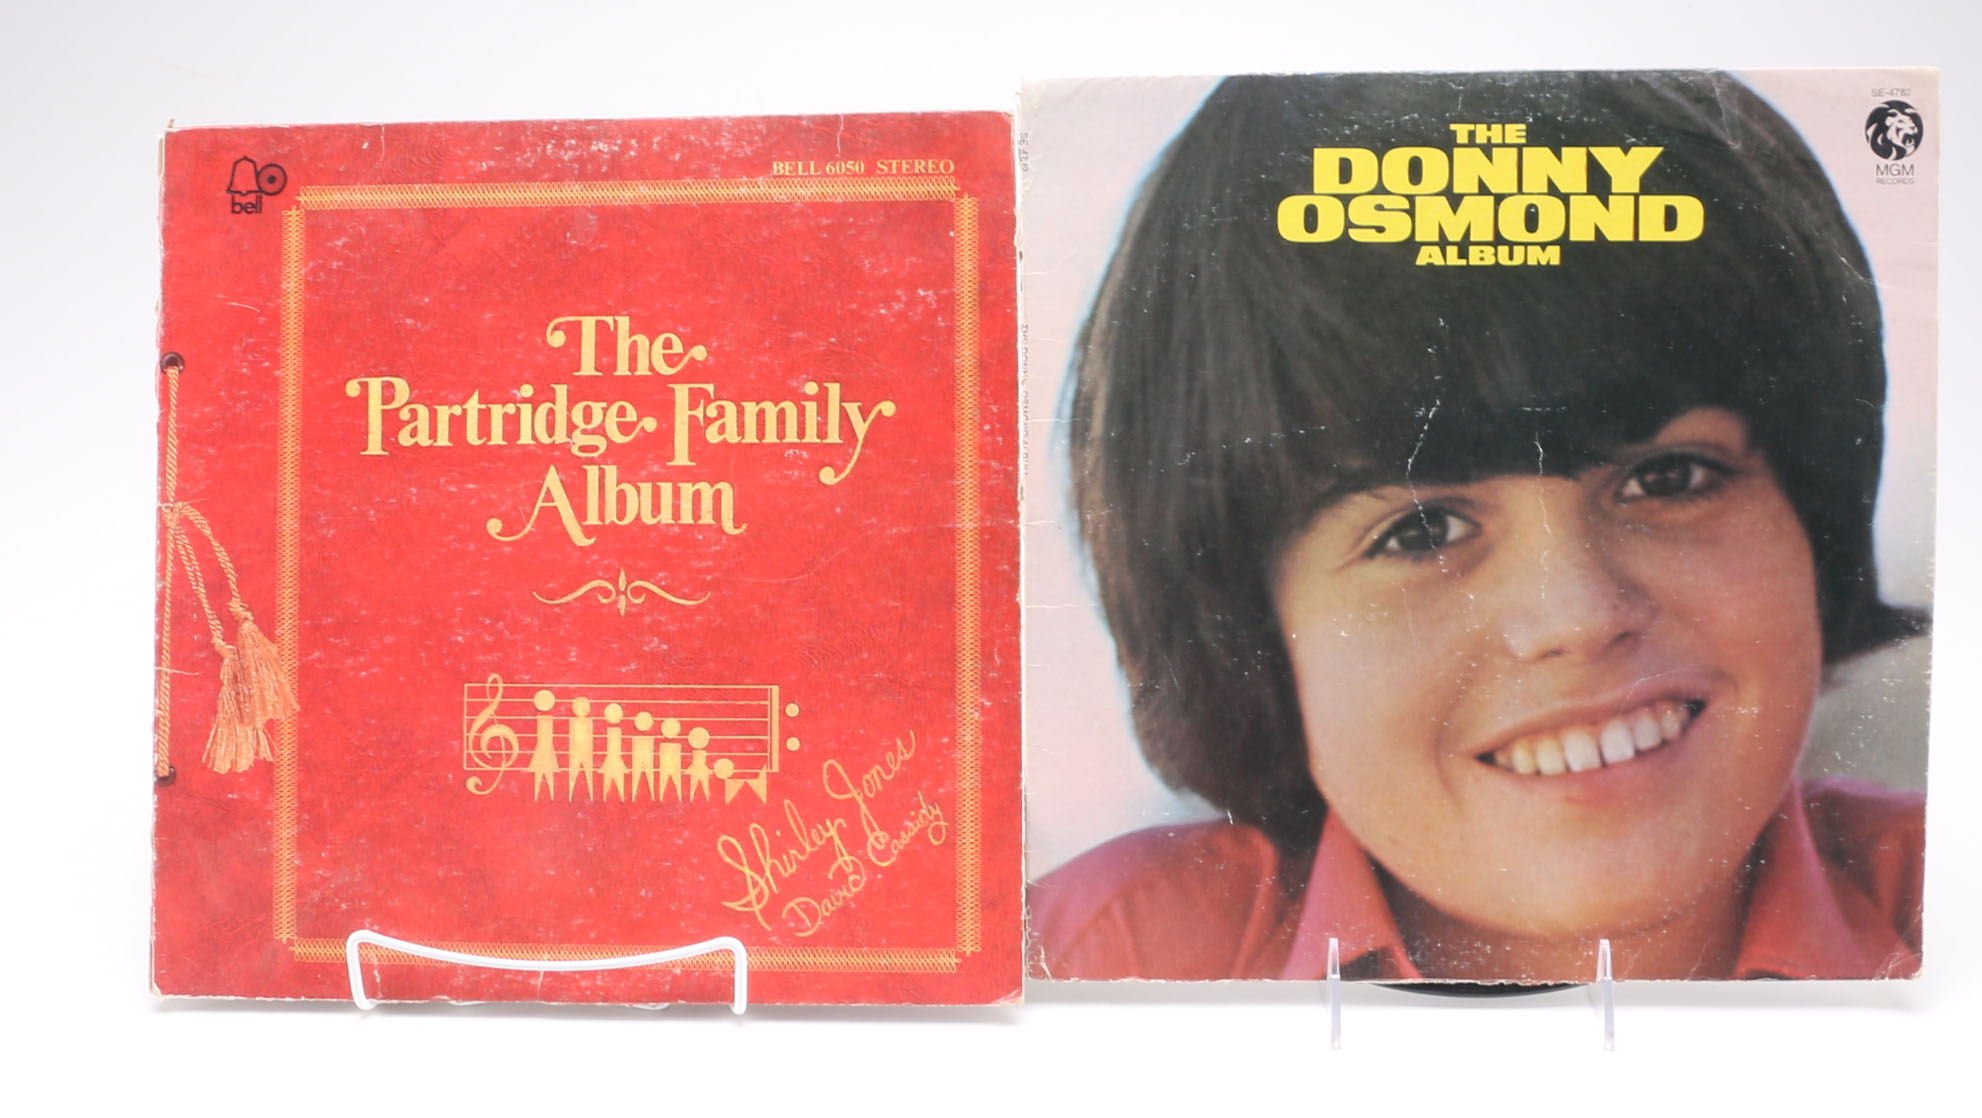 bell
BELL 6050 STEREO
The
Partridge Family
Album
Shirley Jones
David Cassidy
SE-4782
MGM
RECORDS
THE
DONNY
OSMOND
ALBUM